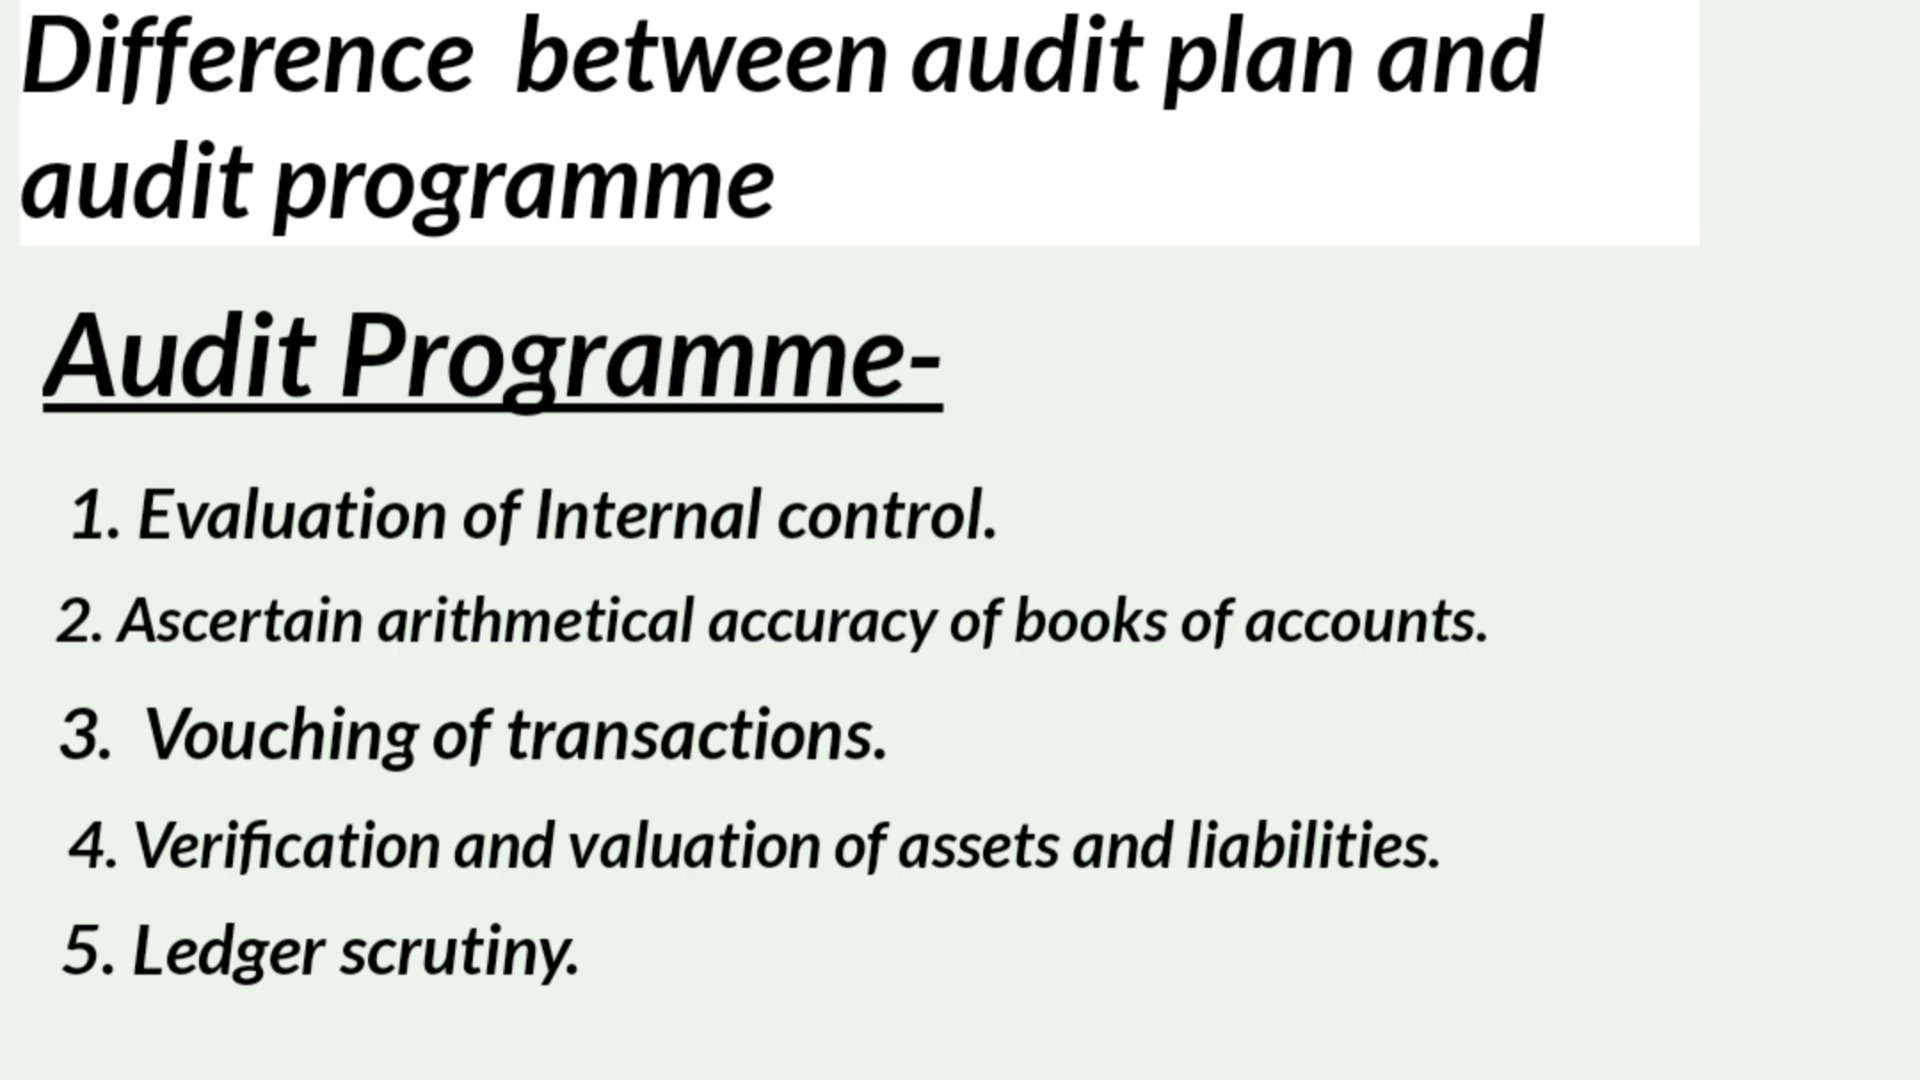 Difference between audit plan and
audit programme
Audit Programme-
1. Evaluation of Internal control.
2. Ascertain arithmetical accuracy of books of accounts.
3. Vouching of transactions.
4. Verification and valuation of assets and liabilities.
5. Ledger scrutiny.